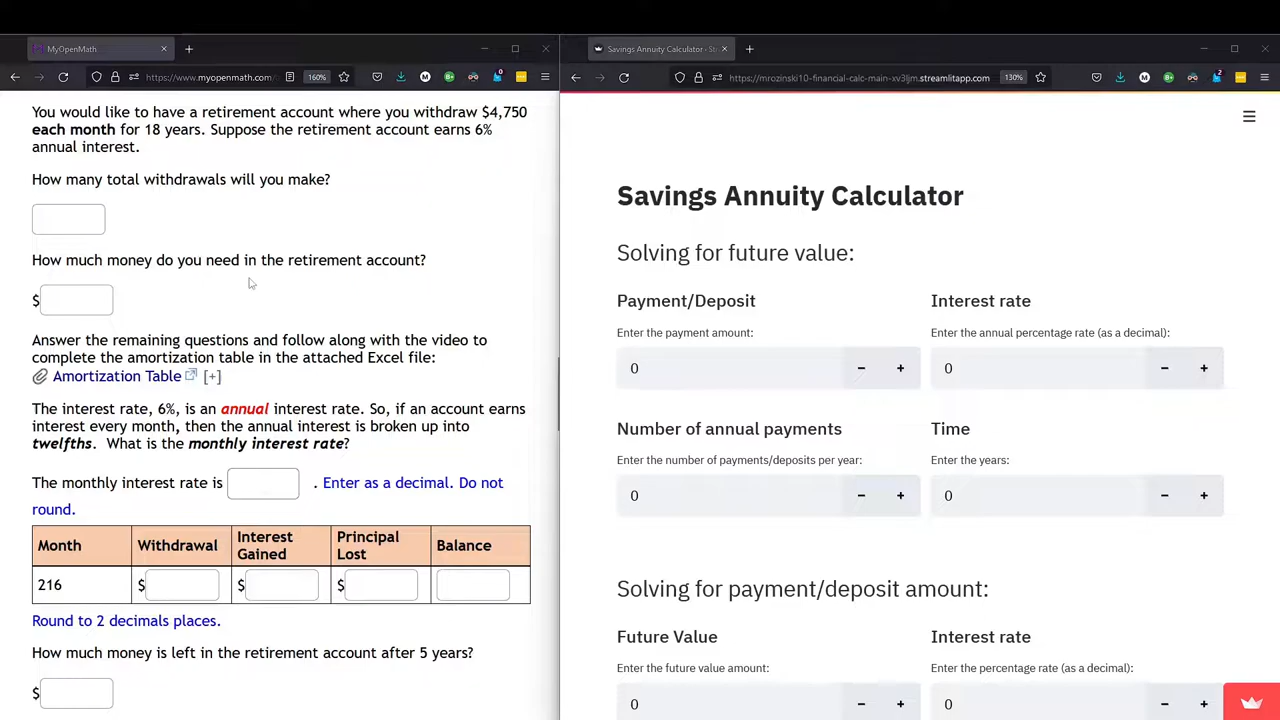 MyOpenMath
https://www.myopenmath.com
160%
You would like to have a retirement account where you withdraw $4,750
each month for 18 years. Suppose the retirement account earns 6%
annual interest.
How many total withdrawals will you make?
How much money do you need in the retirement account?
$
Answer the remaining questions and follow along with the video to
complete the amortization table in the attached Excel file:
Amortization Table [+]
The interest rate, 6%, is an annual interest rate. So, if an account earns
interest every month, then the annual interest is broken up into
twelfths. What is the monthly interest rate?
The monthly interest rate is . Enter as a decimal. Do not
round.
Month Withdrawal Interest Gained Principal Lost Balance
216 $ $ $
Round to 2 decimals places.
How much money is left in the retirement account after 5 years?
$
Savings Annuity Calculator - St
https://mrozinski10-financial-calc-main-xv3ljm.streamlitapp.com
130%
Savings Annuity Calculator
Solving for future value:
Payment/Deposit Interest rate
Enter the payment amount: Enter the annual percentage rate (as a decimal):
0 - + 0 - +
Number of annual payments Time
Enter the number of payments/deposits per year: Enter the years:
0 - + 0 - +
Solving for payment/deposit amount:
Future Value Interest rate
Enter the future value amount: Enter the percentage rate (as a decimal):
0 - + 0 - +